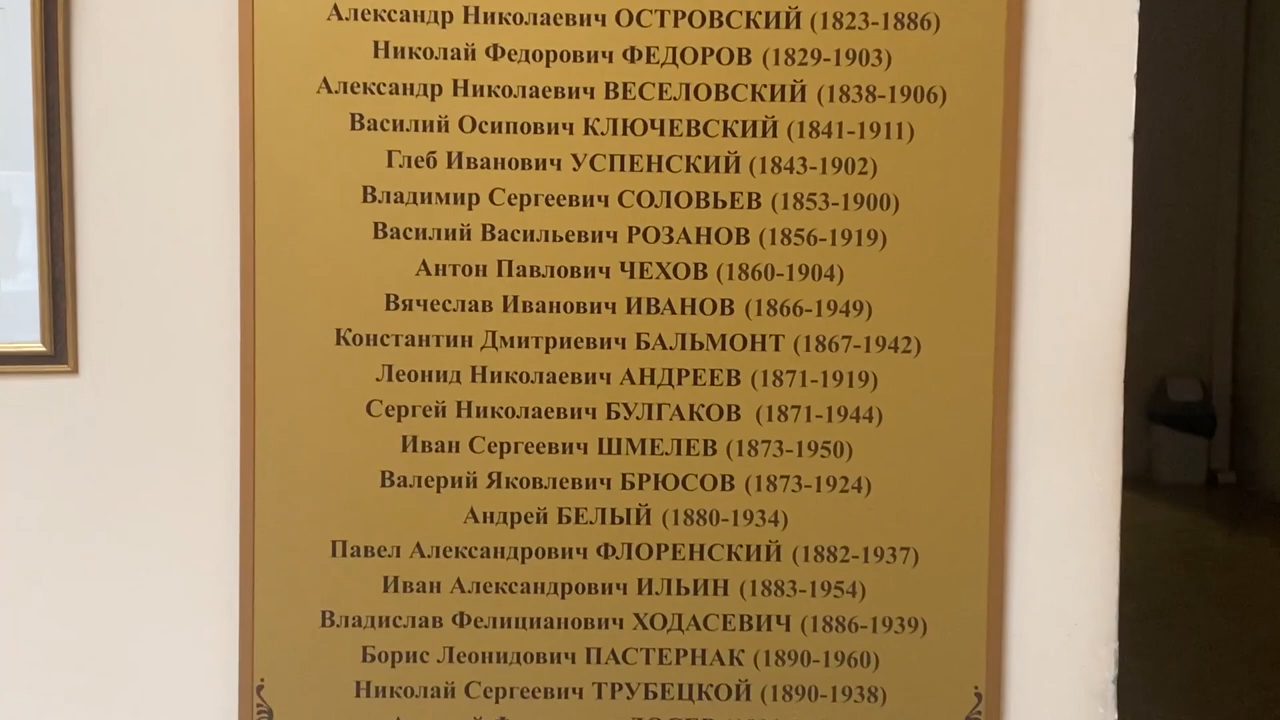 Александр Николаевич ОСТРОВСКИЙ (1823-1886)
Николай Федорович ФЕДОРОВ (1829-1903)
Александр Николаевич ВЕСЕЛОВСКИЙ (1838-1906)
Василий Осипович КЛЮЧЕВСКИЙ (1841-1911)
Глеб Иванович УСПЕНСКИЙ (1843-1902)
Владимир Сергеевич СОЛОВЬЕВ (1853-1900)
Василий Васильевич РОЗАНОВ (1856-1919)
Антон Павлович ЧЕХОВ (1860-1904)
Вячеслав Иванович ИВАНОВ (1866-1949)
Константин Дмитриевич БАЛЬМОНТ (1867-1942)
Леонид Николаевич АНДРЕЕВ (1871-1919)
Сергей Николаевич БУЛГАКОВ (1871-1944)
Иван Сергеевич ШМЕЛЕВ (1873-1950)
Валерий Яковлевич БРЮСОВ (1873-1924)
Андрей БЕЛЫЙ (1880-1934)
Павел Александрович ФЛОРЕНСКИЙ (1882-1937)
Иван Александрович ИЛЬИН (1883-1954)
Владислав Фелицианович ХОДАСЕВИЧ (1886-1939)
Борис Леонидович ПАСТЕРНАК (1890-1960)
Николай Сергеевич ТРУБЕЦКОЙ (1890-1938)